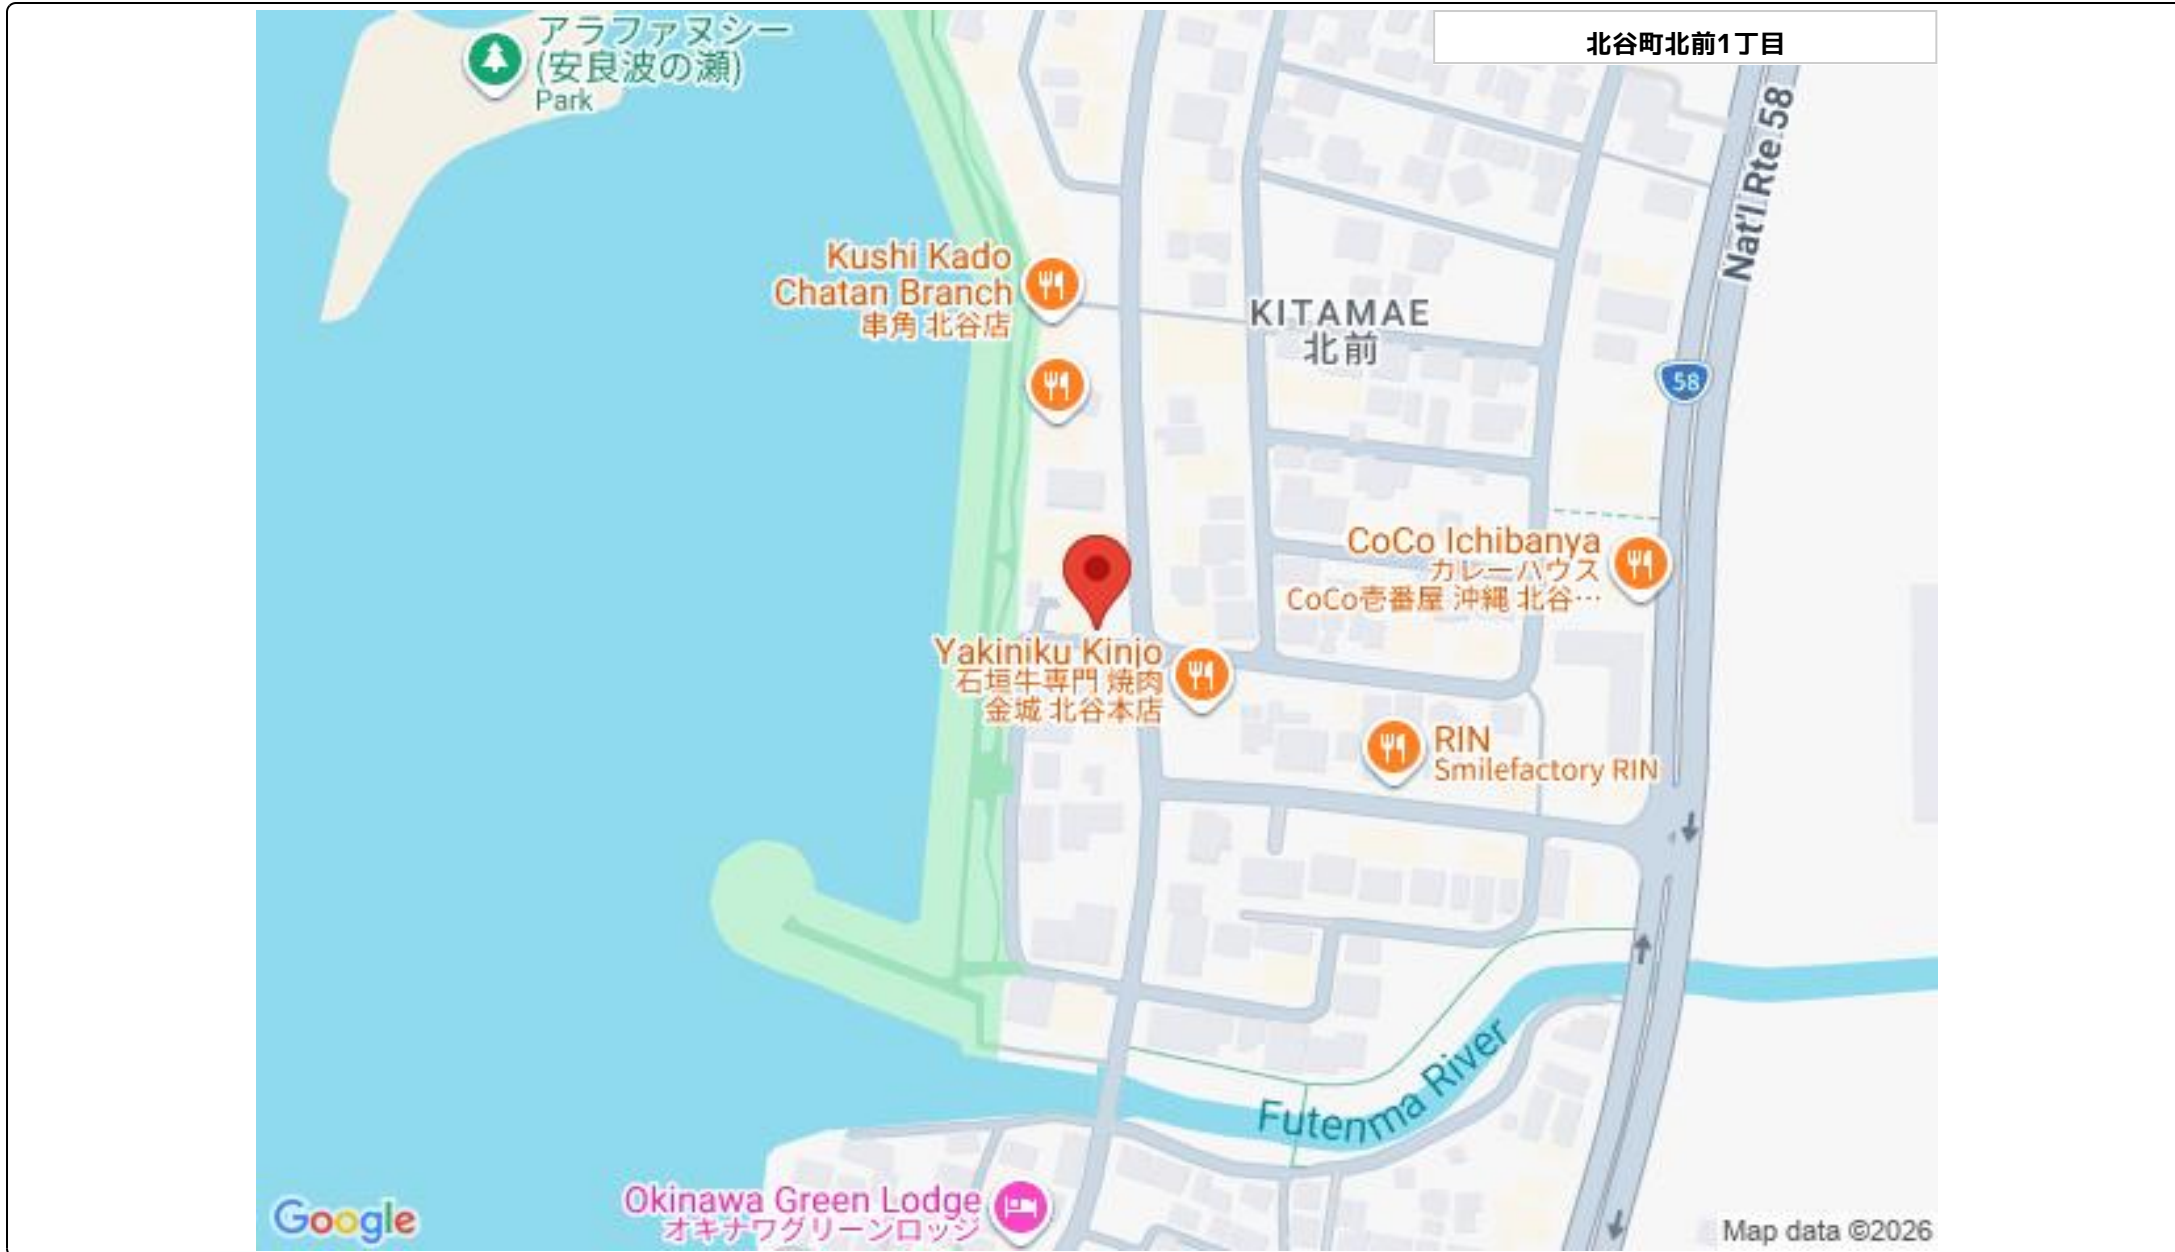 北谷町北前1丁目
アラファヌシー
(安良波の瀬)
Park
Nat'l Rte 58
Kushi Kado
Chatan Branch
串角 北谷店
KITAMAE
北前
58
CoCo Ichibanya
カレーハウス
CoCo壱番屋 沖縄 北谷…
Yakiniku Kinjo
石垣牛専門 焼肉
金城 北谷本店
RIN
Smilefactory RIN
Futenma River
Okinawa Green Lodge
オキナワグリーンロッジ
Google
Map data ©2026